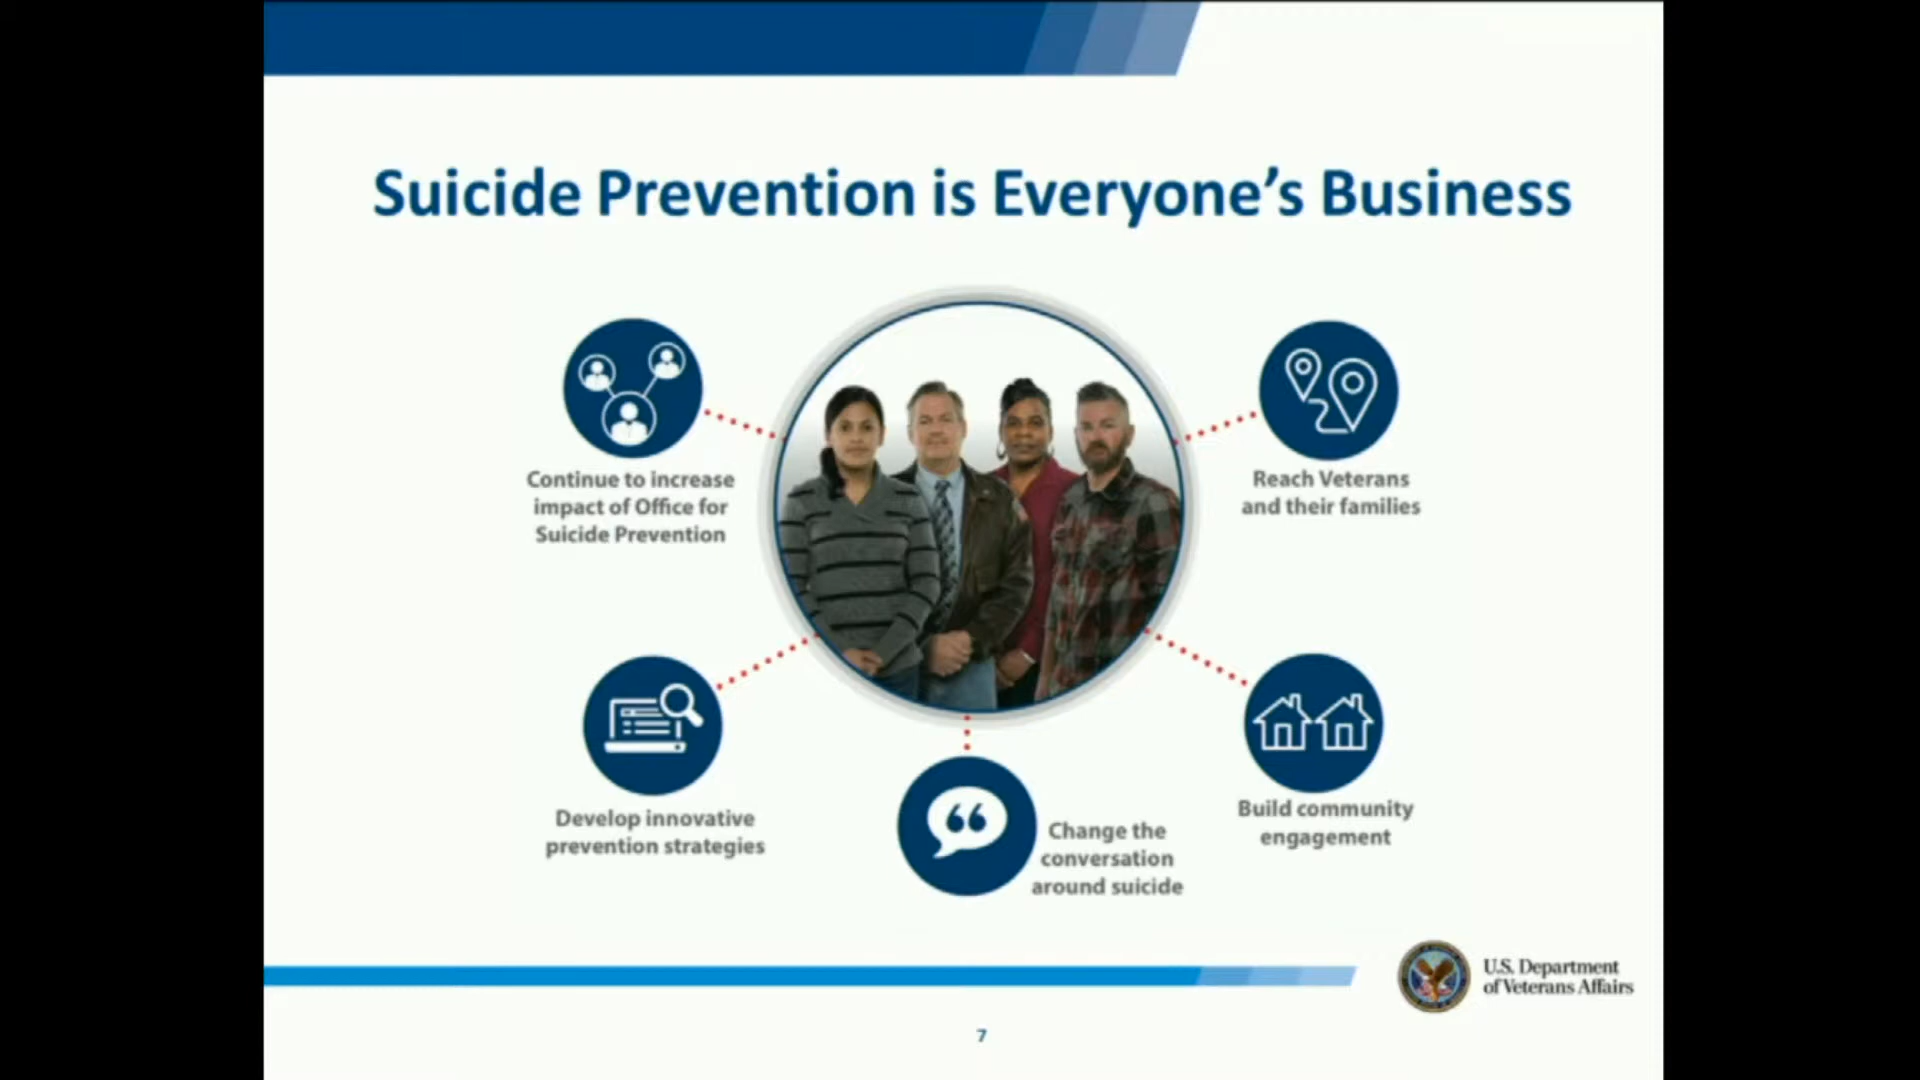 Suicide Prevention is Everyone's Business
Continue to increase
impact of Office for
Suicide Prevention
Reach Veterans
and their families
Develop innovative
prevention strategies
Change the
conversation
around suicide
Build community
engagement
U.S. Department
of Veterans Affairs
7